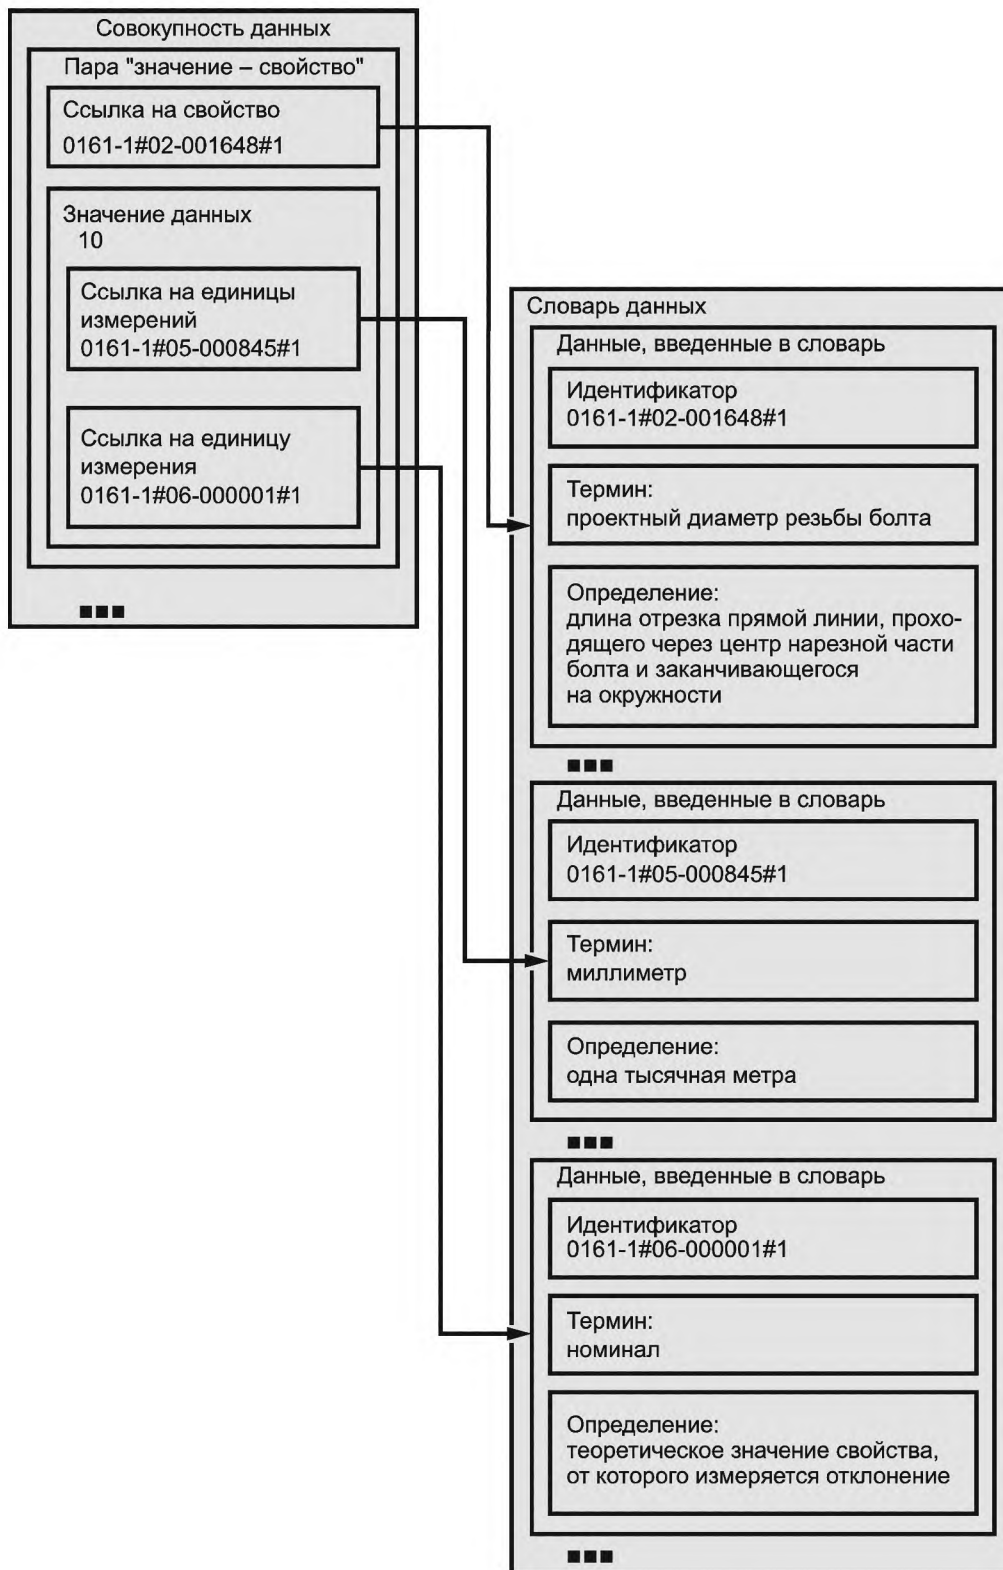 Совокупность данных
Пара "значение – свойство"
Ссылка на свойство
0161-1#02-001648#1
Значение данных
10
Ссылка на единицы
измерений
0161-1#05-000845#1
Ссылка на единицу
измерения
0161-1#06-000001#1
Словарь данных
Данные, введенные в словарь
Идентификатор
0161-1#02-001648#1
Термин:
проектный диаметр резьбы болта
Определение:
длина отрезка прямой линии, прохо-
дящего через центр нарезной части
болта и заканчивающегося
на окружности
Данные, введенные в словарь
Идентификатор
0161-1#05-000845#1
Термин:
миллиметр
Определение:
одна тысячная метра
Данные, введенные в словарь
Идентификатор
0161-1#06-000001#1
Термин:
номинал
Определение:
теоретическое значение свойства,
от которого измеряется отклонение